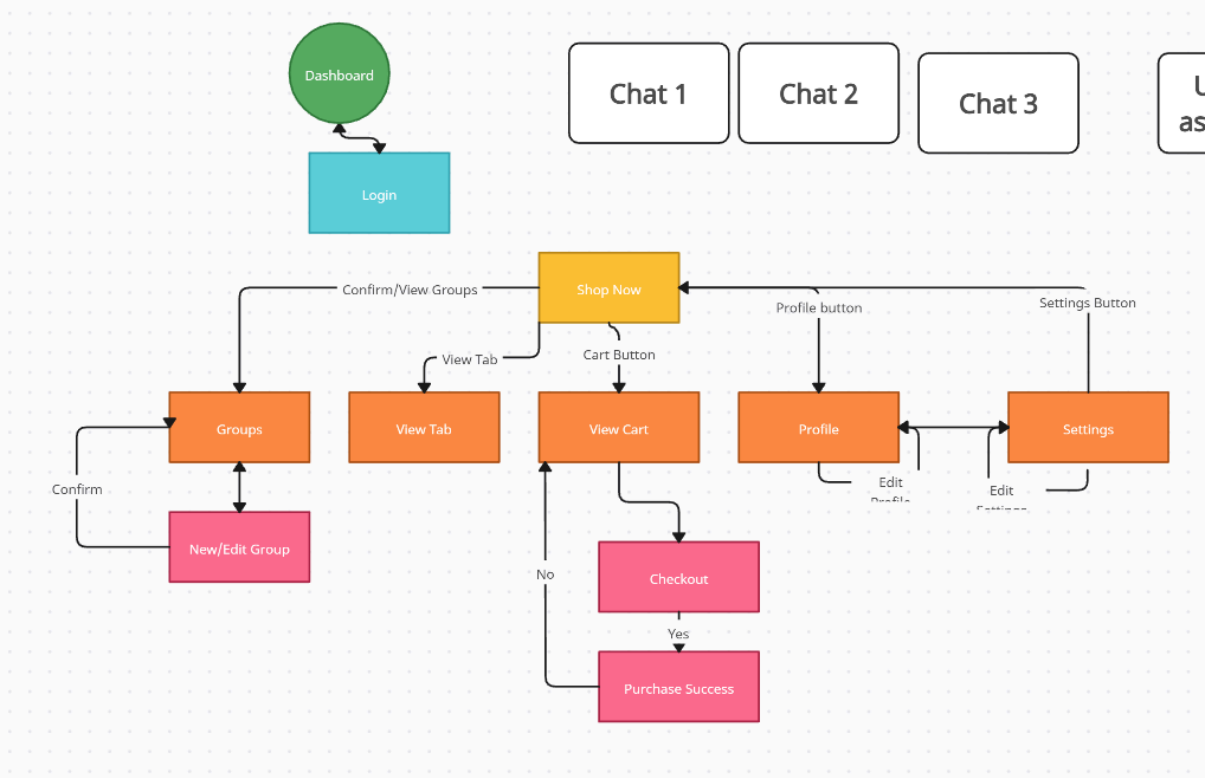 Dashboard
Chat 1
Chat 2
Chat 3
Login
Shop Now
Confirm/View Groups
Profile button
Settings Button
View Tab
Cart Button
Groups
View Tab
View Cart
Profile
Settings
Confirm
Edit
Profile
Edit
Settings
New/Edit Group
No
Checkout
Yes
Purchase Success